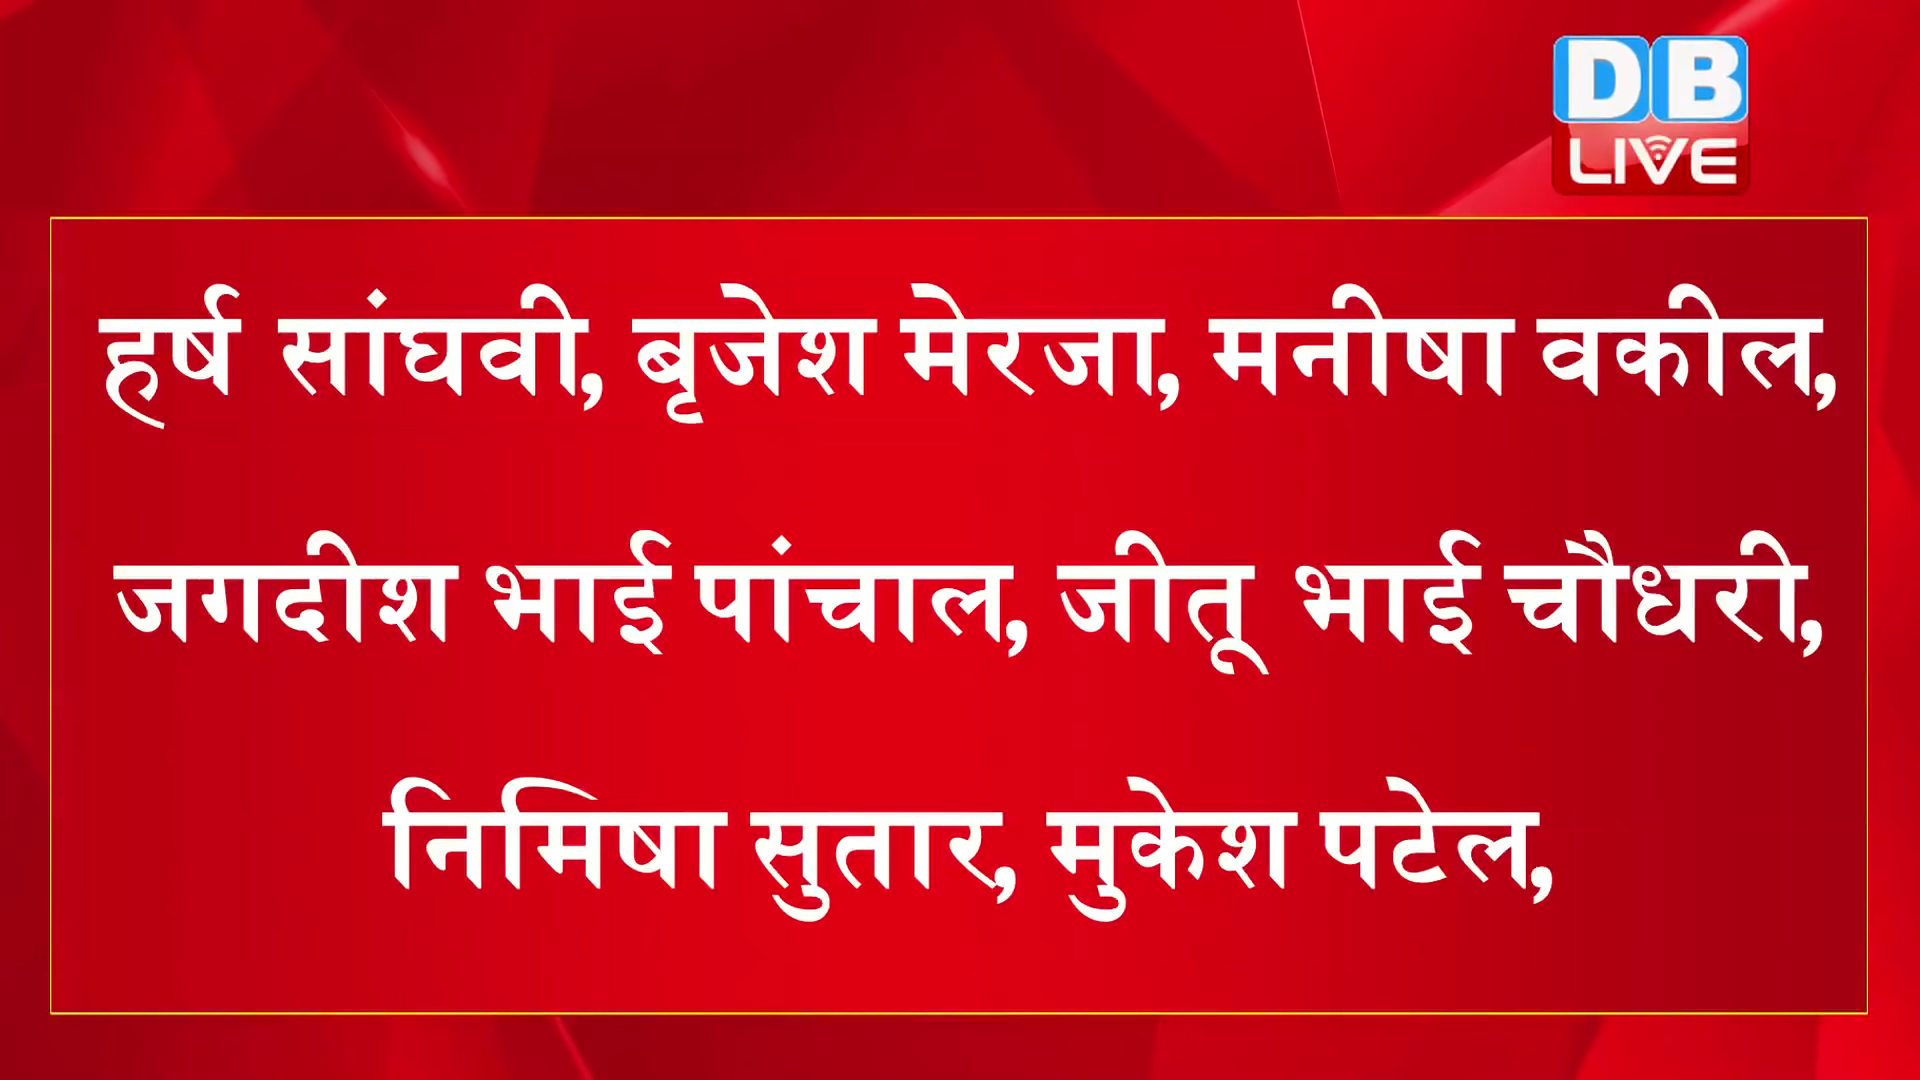 DB
LIVE
हर्ष सांघवी, बृजेश मेरजा, मनीषा वकील,
जगदीश भाई पांचाल, जीतू भाई चौधरी,
निमिषा सुतार, मुकेश पटेल,